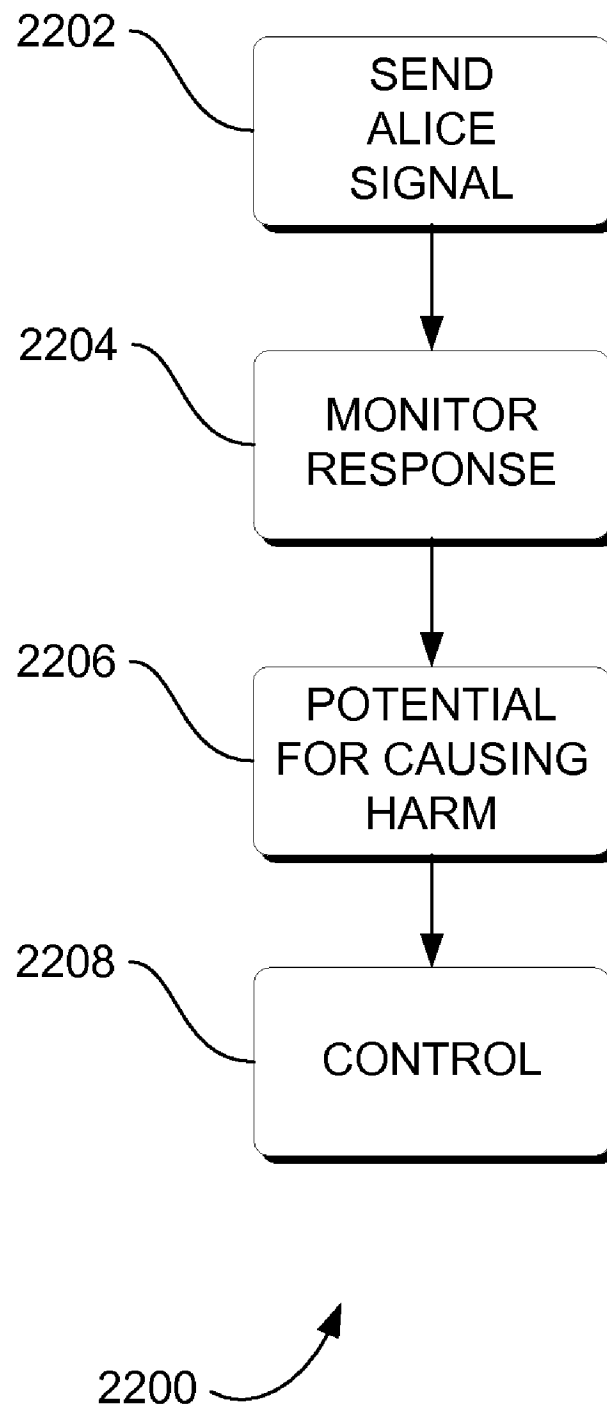 2202
SEND
ALICE
SIGNAL
2204
MONITOR
RESPONSE
2206
POTENTIAL
FOR CAUSING
HARM
2208
CONTROL
2200